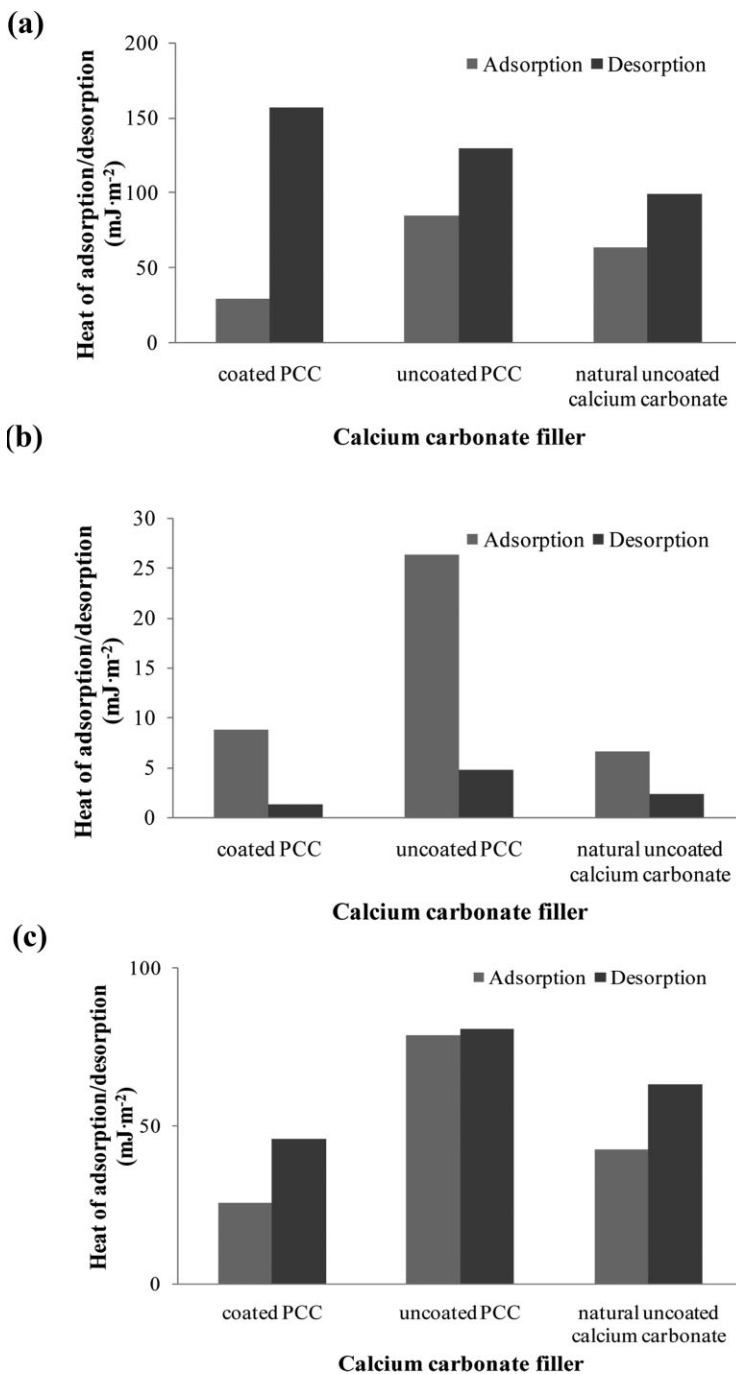 (a)
Heat of adsorption/desorption
(mJ·m-2)
200
150
100
50
0
Adsorption Desorption
coated PCC uncoated PCC natural uncoated
calcium carbonate
Calcium carbonate filler
(b)
Heat of adsorption/desorption
(mJ·m-2)
30
25
20
15
10
5
0
Adsorption Desorption
coated PCC uncoated PCC natural uncoated
calcium carbonate
Calcium carbonate filler
(c)
Heat of adsorption/desorption
(mJ·m-2)
100
50
0
Adsorption Desorption
coated PCC uncoated PCC natural uncoated
calcium carbonate
Calcium carbonate filler